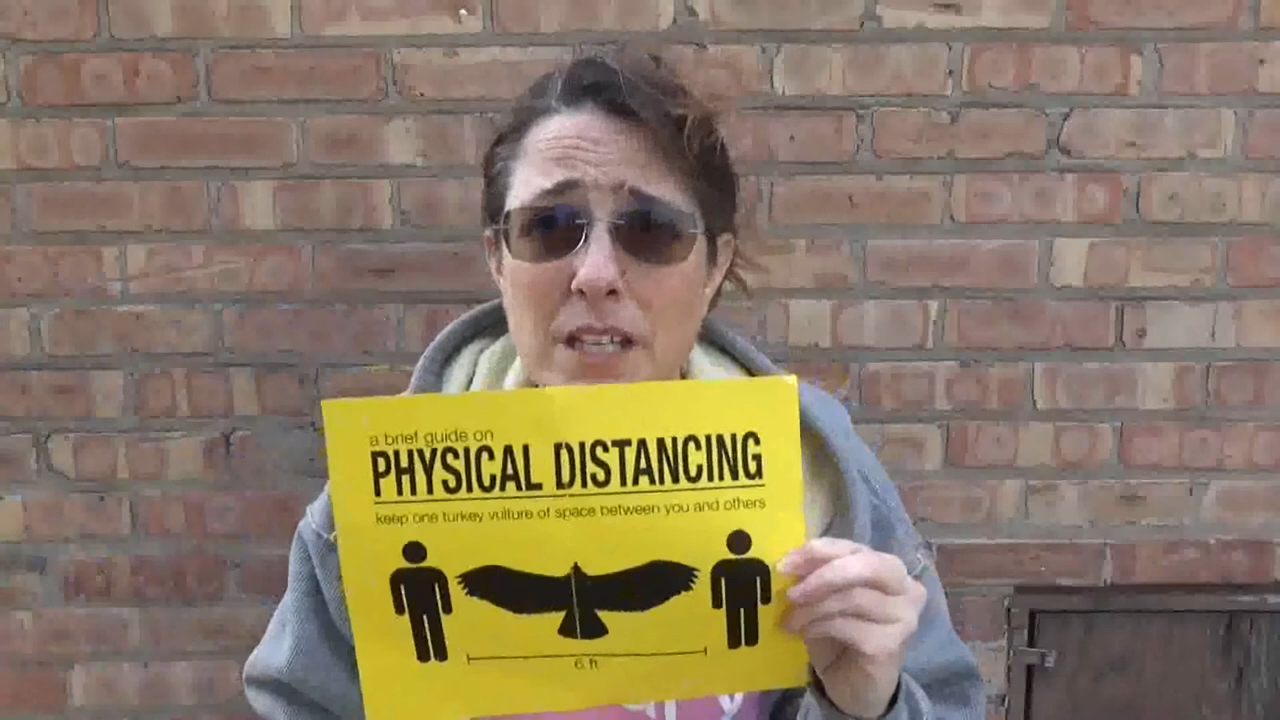 a brief guide on
PHYSICAL DISTANCING
keep one turkey vulture of space between you and others
6 ft